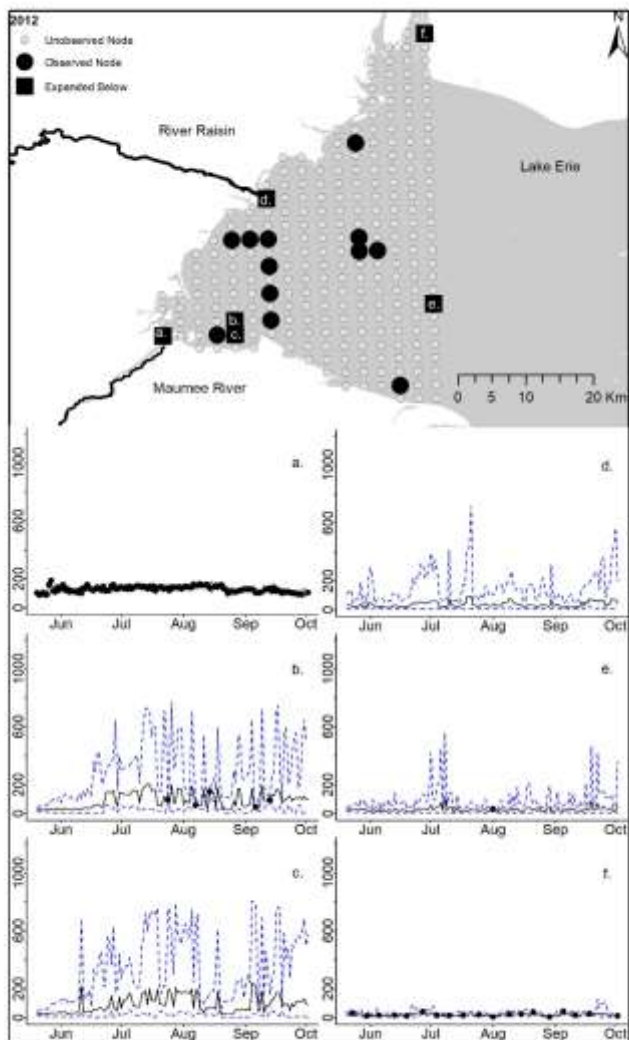 2012
Unobserved Node
Observed Node
Expanded Below
N
f.
River Raisin
Lake Erie
d.
e.
b.
a.
c.
Maumee River
0 5 10 20 Km
a.
0 200 600 1000
Jun Jul Aug Sep Oct
d.
0 200 600 1000
Jun Jul Aug Sep Oct
b.
0 200 600 1000
Jun Jul Aug Sep Oct
e.
0 200 600 1000
Jun Jul Aug Sep Oct
c.
0 200 600 1000
Jun Jul Aug Sep Oct
f.
0 200 600 1000
Jun Jul Aug Sep Oct